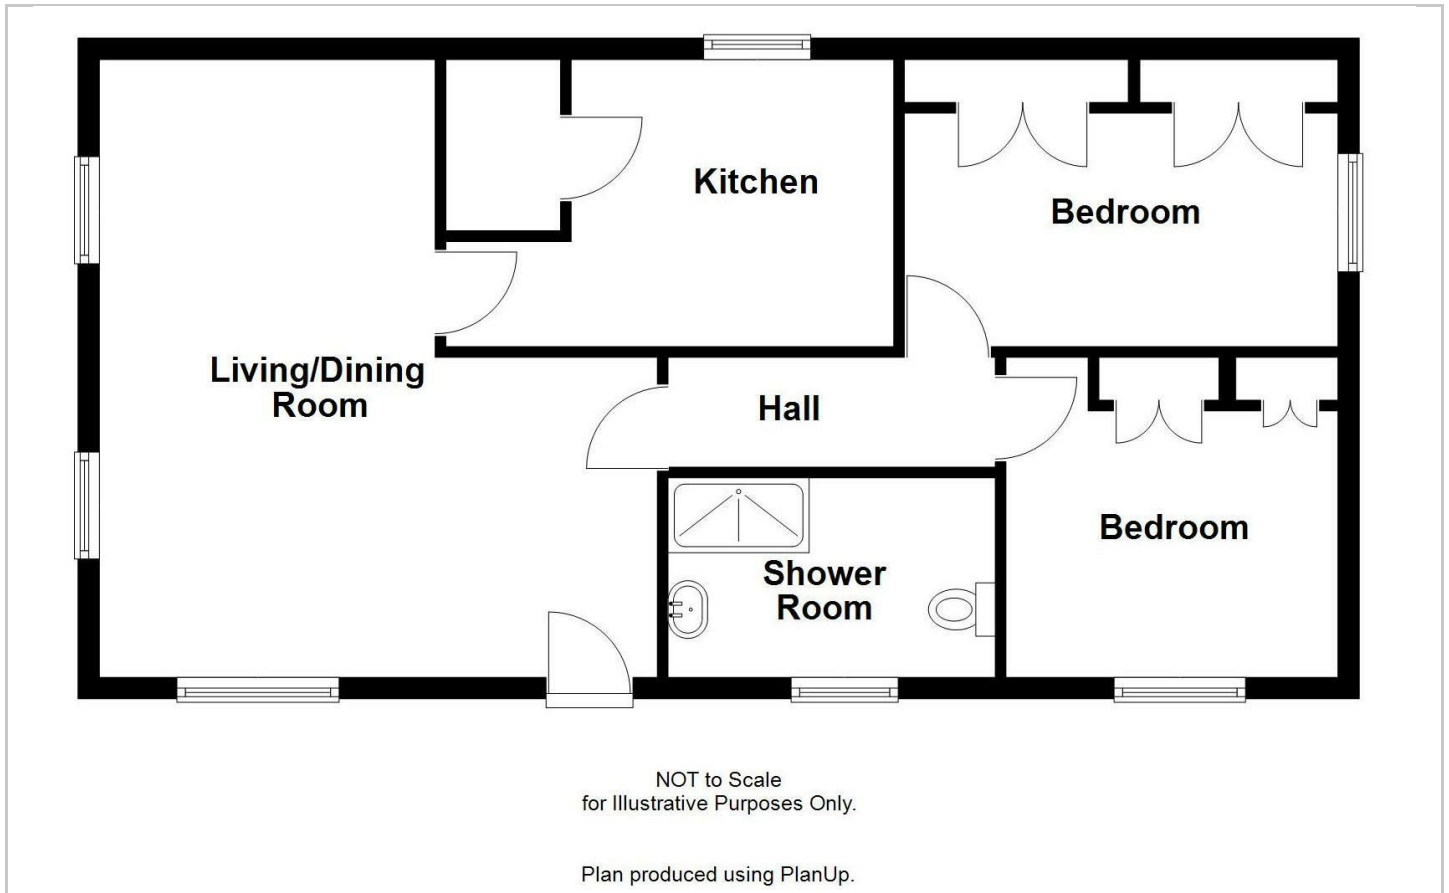 Kitchen
Bedroom
Living/Dining
Room
Hall
Bedroom
Shower
Room
NOT to Scale
for Illustrative Purposes Only.
Plan produced using PlanUp.